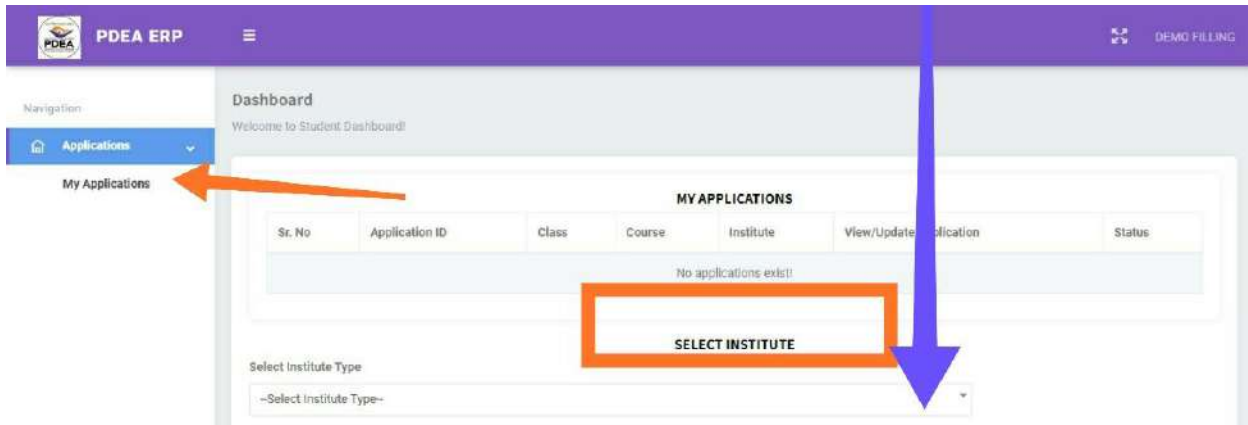 PDEA
PDEA ERP
DEMO FILLING
Navigation
Dashboard
Welcome to Student Dashboard!
Applications
My Applications
MY APPLICATIONS
Sr. No Application ID Class Course Institute View/Update plication Status
No applications exist!
SELECT INSTITUTE
Select Institute Type
--Select Institute Type--